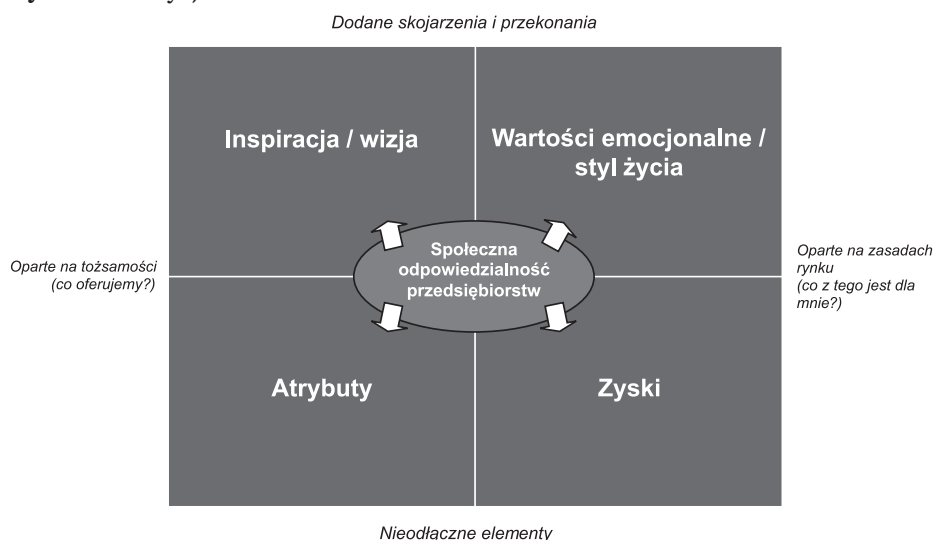 Dodane skojarzenia i przekonania
Inspiracja / wizja
Wartości emocjonalne /
styl życia
Oparte na tożsamości
(co oferujemy?)
Społeczna
odpowiedzialność
przedsiębiorstw
Oparte na zasadach
rynku
(co z tego jest dla
mnie?)
Atrybuty
Zyski
Nieodłączne elementy